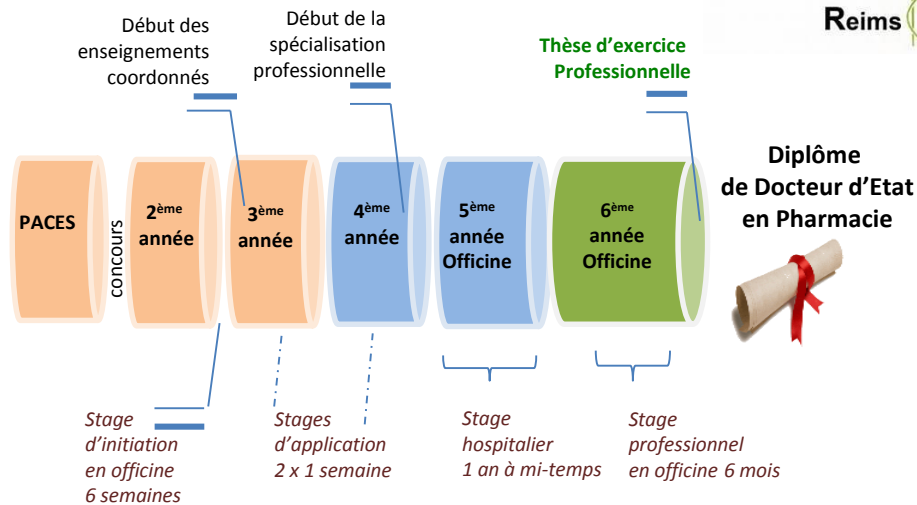 Reims
Début des
enseignements
coordonnés
Début de la
spécialisation
professionnelle
Thèse d’exercice
Professionnelle
PACES
concours
2ème
année
3ème
année
4ème
année
5ème
année
Officine
6ème
année
Officine
Diplôme
de Docteur d’Etat
en Pharmacie
Stage
d’initiation
en officine
6 semaines
Stages
d’application
2 x 1 semaine
Stage
hospitalier
1 an à mi-temps
Stage
professionnel
en officine 6 mois